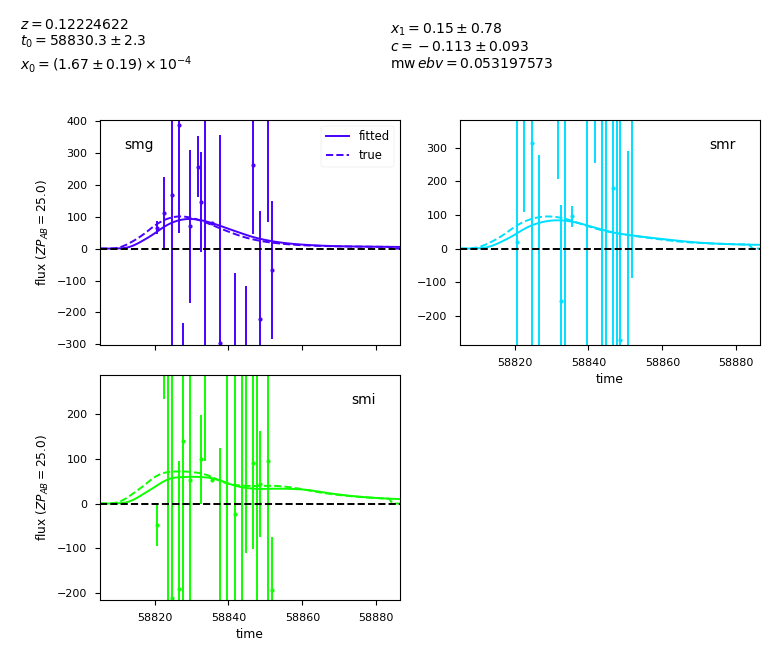 z = 0.12224622
t₀ = 58830.3 ± 2.3
x₀ = (1.67 ± 0.19) × 10⁻⁴
x₁ = 0.15 ± 0.78
c = −0.113 ± 0.093
mw ebv = 0.053197573
smg
fitted
true
flux (ZP_AB = 25.0)
400
300
200
100
0
−100
−200
−300
smr
300
200
100
0
−100
−200
58820
58840
58860
58880
time
smi
flux (ZP_AB = 25.0)
200
100
0
−100
−200
58820
58840
58860
58880
time